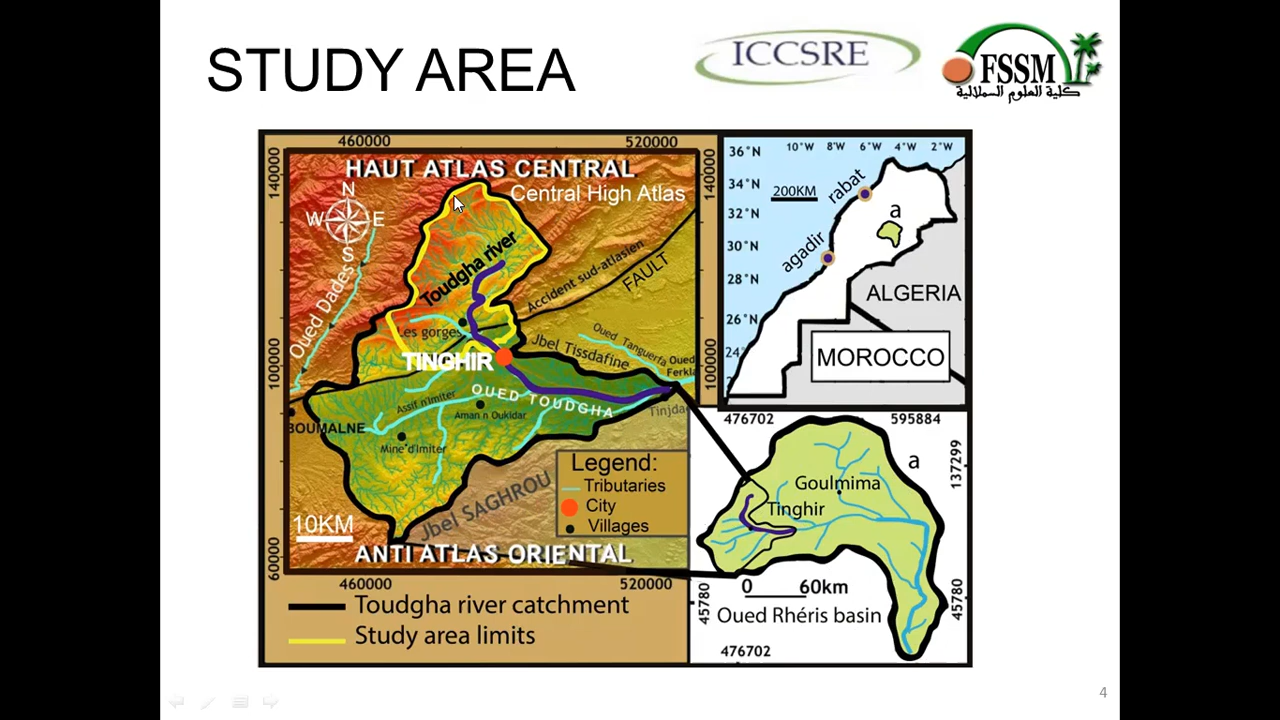 STUDY AREA
ICCSRE
FSSM
كلية العلوم السملالية
460000
520000
140000
140000
HAUT ATLAS CENTRAL
Central High Atlas
N
W
E
S
Toudgha river
Oued Dades
Accident sud-atlasien
FAULT
Les gorges
TINGHIR
Jbel Tissdafine
Oued Tanguerfa
Oued Ferkla
100000
100000
OUED TOUDGHA
Assif n'Imiter
Aman n Oukidar
Tinjda
BOUMALNE
Mine d'Imiter
Jbel SAGHROU
Legend:
Tributaries
City
Villages
10KM
ANTI ATLAS ORIENTAL
60000
460000
520000
Toudgha river catchment
Study area limits
36°N
10°W
8°W
6°W
4°W
2°W
34°N
200KM
rabat
32°N
a
30°N
agadir
28°N
ALGERIA
26°N
24°
22
MOROCCO
476702
595884
a
137299
Goulmima
Tinghir
0
60km
45780
45780
Oued Rhéris basin
476702
4